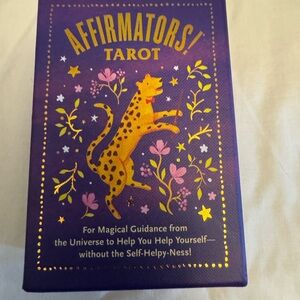 AFFIRMATORS!
TAROT
For Magical Guidance from
the Universe to Help You Help Yourself—
without the Self-Helpy-Ness!